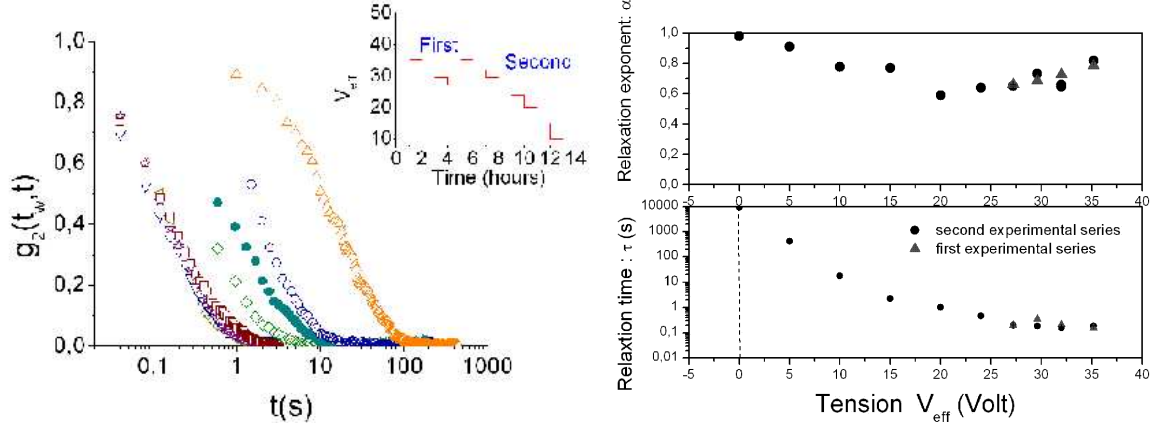 1,0
0,8
0,6
0,4
0,2
0,0
g2(tw,t)
0.1 1 10 100 1000
t(s)
50
40
30
20
10
Veff
First
Second
0 2 4 6 8 10 12 14
Time (hours)
Relaxation exponent: α
1,0
0,8
0,6
0,4
0,2
0,0
-5 0 5 10 15 20 25 30 35 40
Relaxtion time : τ (s)
10000
1000
100
10
1
0,1
0,01
second experimental series
first experimental series
-5 0 5 10 15 20 25 30 35 40
Tension Veff (Volt)